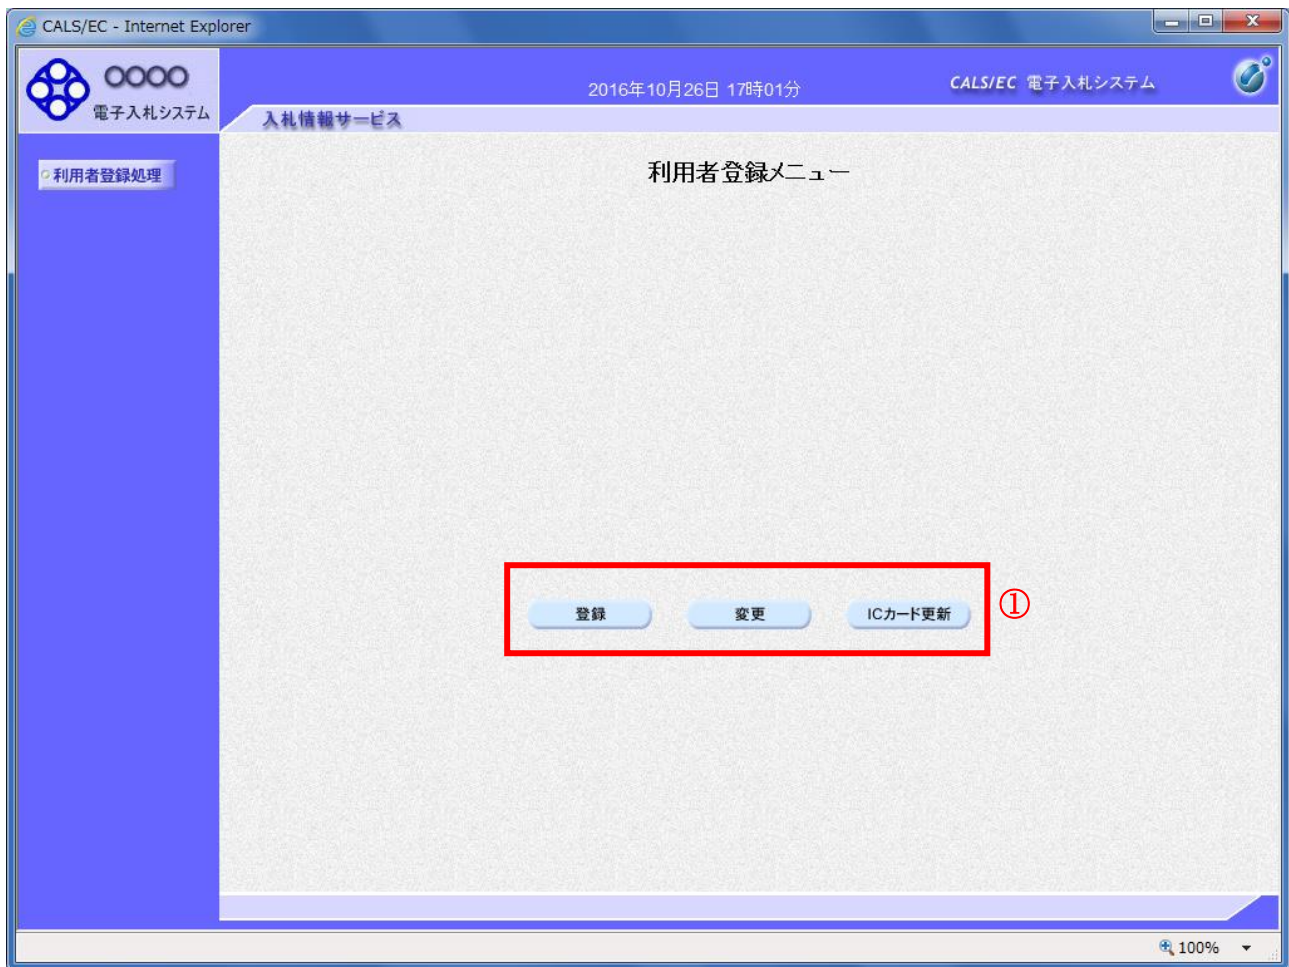 CALS/EC - Internet Explorer
○○○○
電子入札システム
2016年10月26日 17時01分
CALS/EC 電子入札システム
入札情報サービス
利用者登録処理
利用者登録メニュー
登録
変更
ICカード更新
①
100%